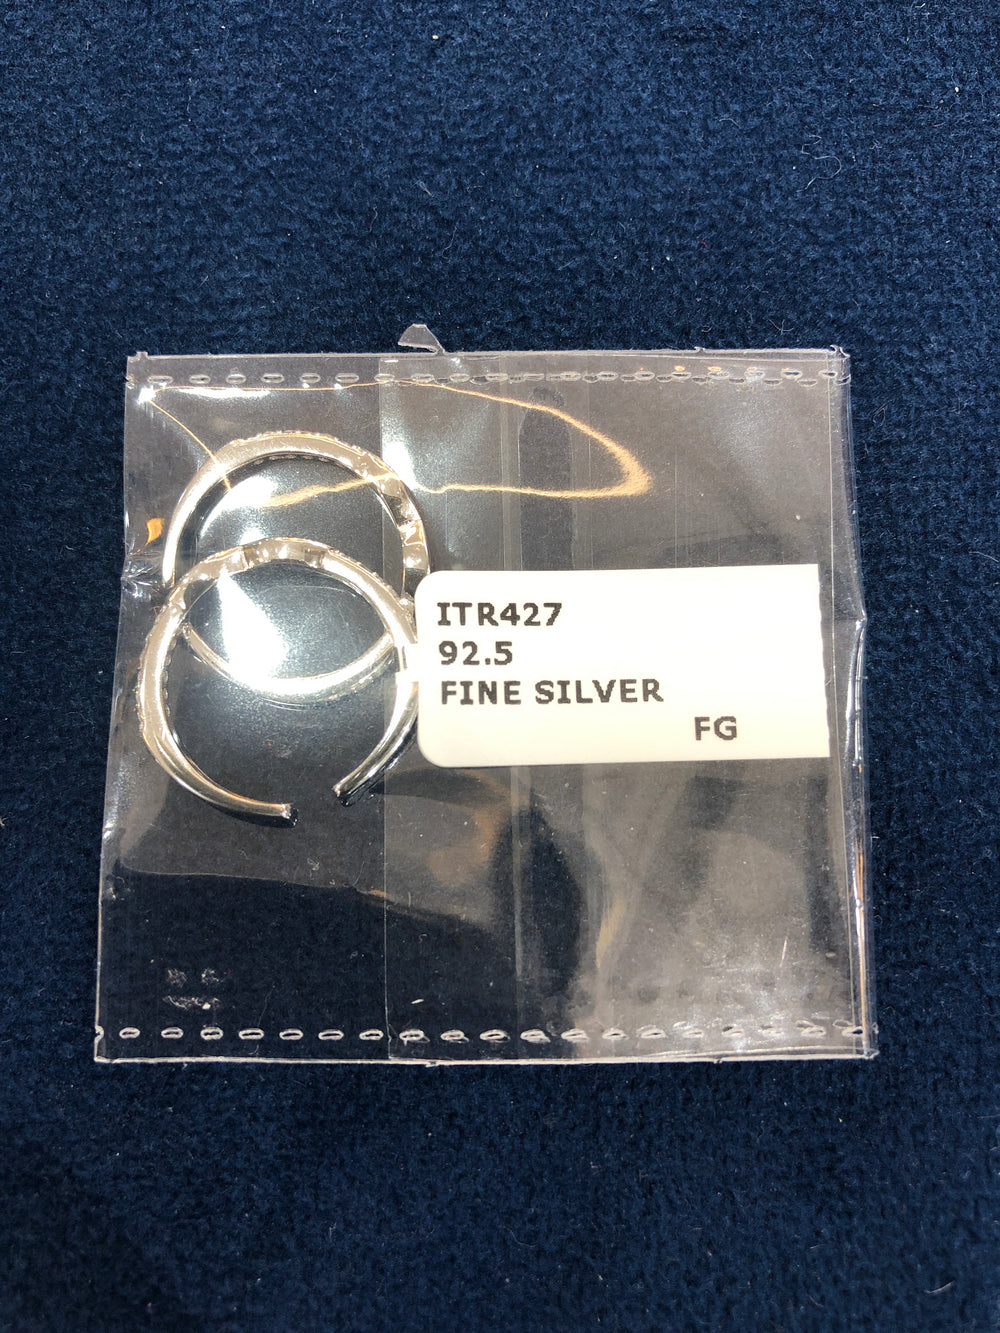 ITR427
92.5
FINE SILVER
FG